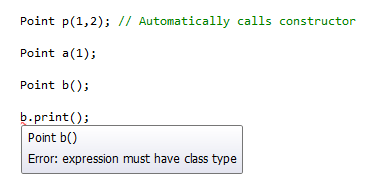 Point p(1,2); // Automatically calls constructor
Point a(1);
Point b();
b.print();
Point b()
Error: expression must have class type